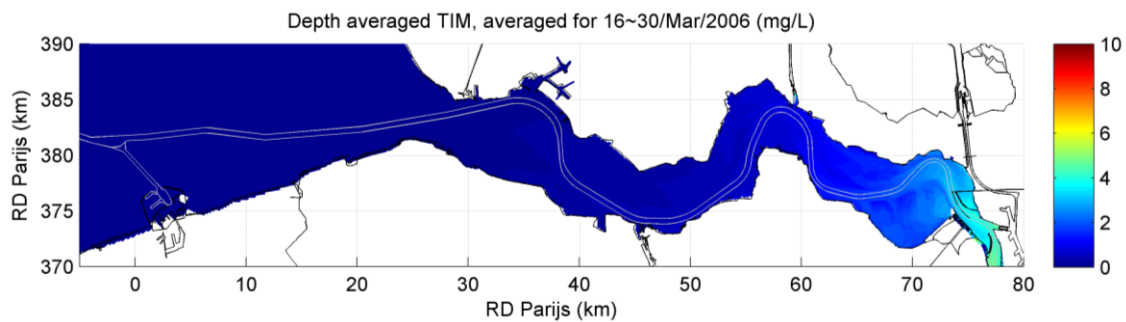 Depth averaged TIM, averaged for 16~30/Mar/2006 (mg/L)
390
385
380
375
370
RD Parijs (km)
0 10 20 30 40 50 60 70 80
RD Parijs (km)
10
8
6
4
2
0